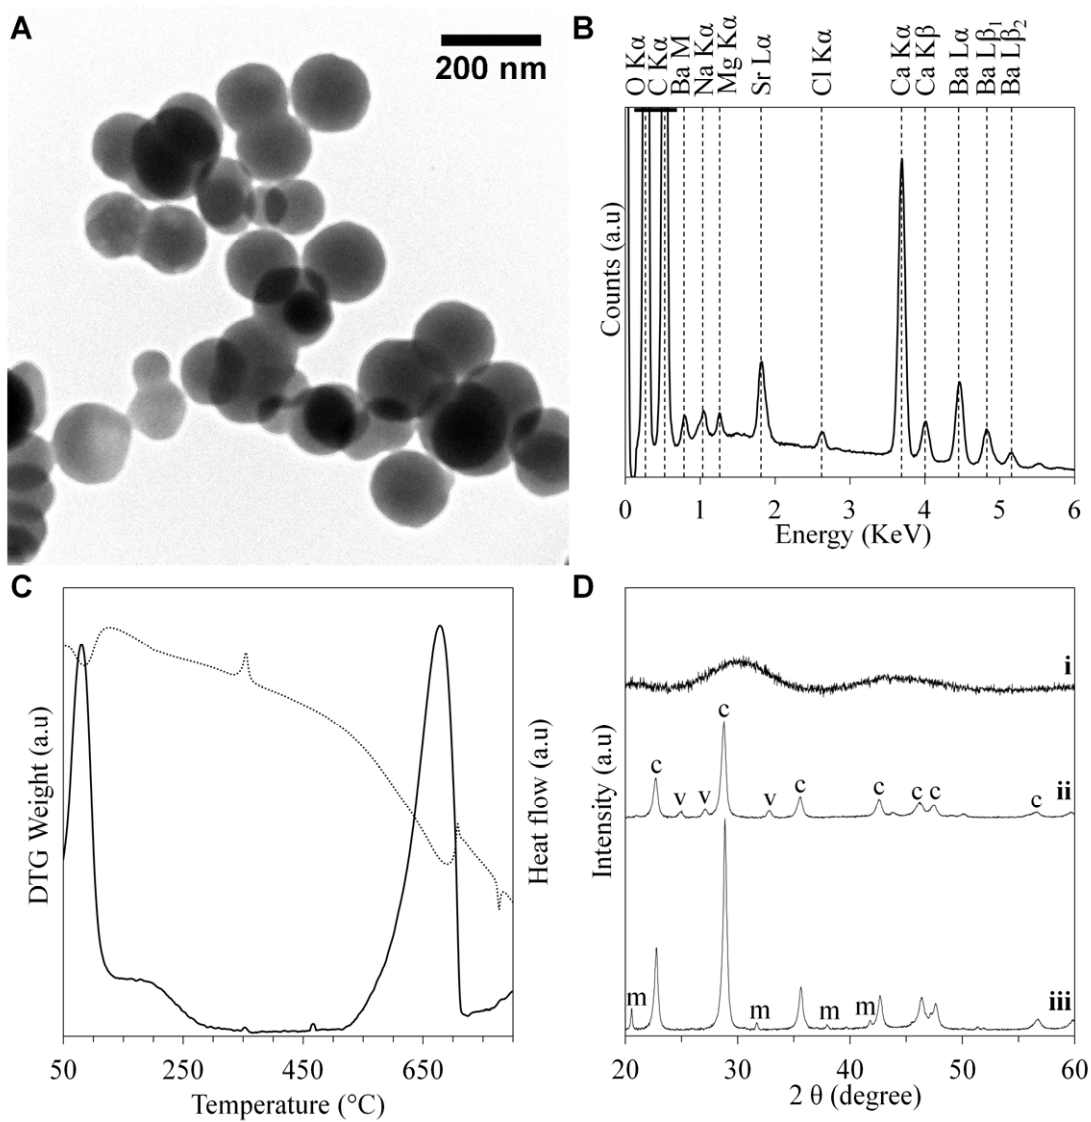 A
200 nm
B
O Kα
C Kα
Ba M
Na Kα
Mg Kα
Sr Lα
Cl Kα
Ca Kα
Ca Kβ
Ba Lα
Ba Lβ1
Ba Lβ2
Counts (a.u)
0 1 2 3 4 5 6
Energy (KeV)
C
DTG Weight (a.u)
Heat flow (a.u)
50 250 450 650
Temperature (°C)
D
Intensity (a.u)
i
c
c v v v c c c c c ii
m m m m iii
20 30 40 50 60
2 θ (degree)